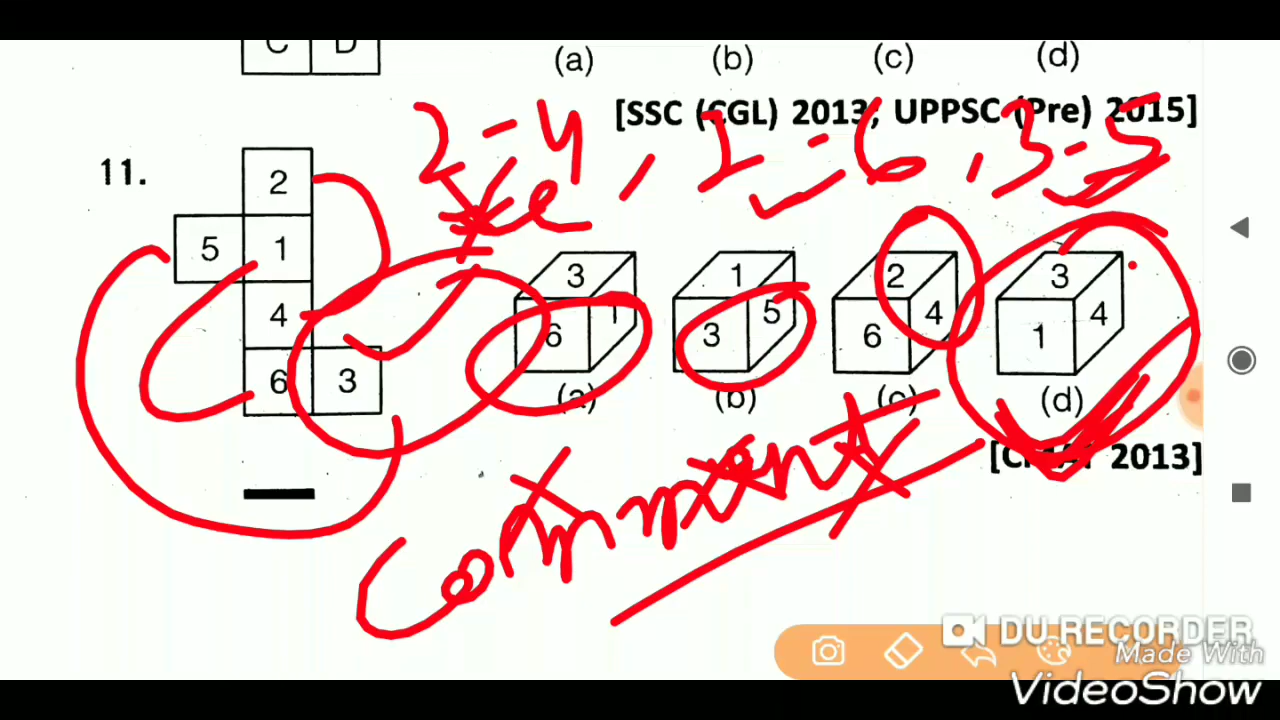 C D
(a) (b) (c) (d)
[SSC (CGL) 2013; UPPSC (Pre) 2015]
2 - 4, 1 - 6, 3 - 5
11.
2
5 1
4
6 3
3 6 1
1 3 5
2 6 4
3 1 4
(a) (b) (c) (d)
2013]
comment
DU RECORDER
Made With
VideoShow